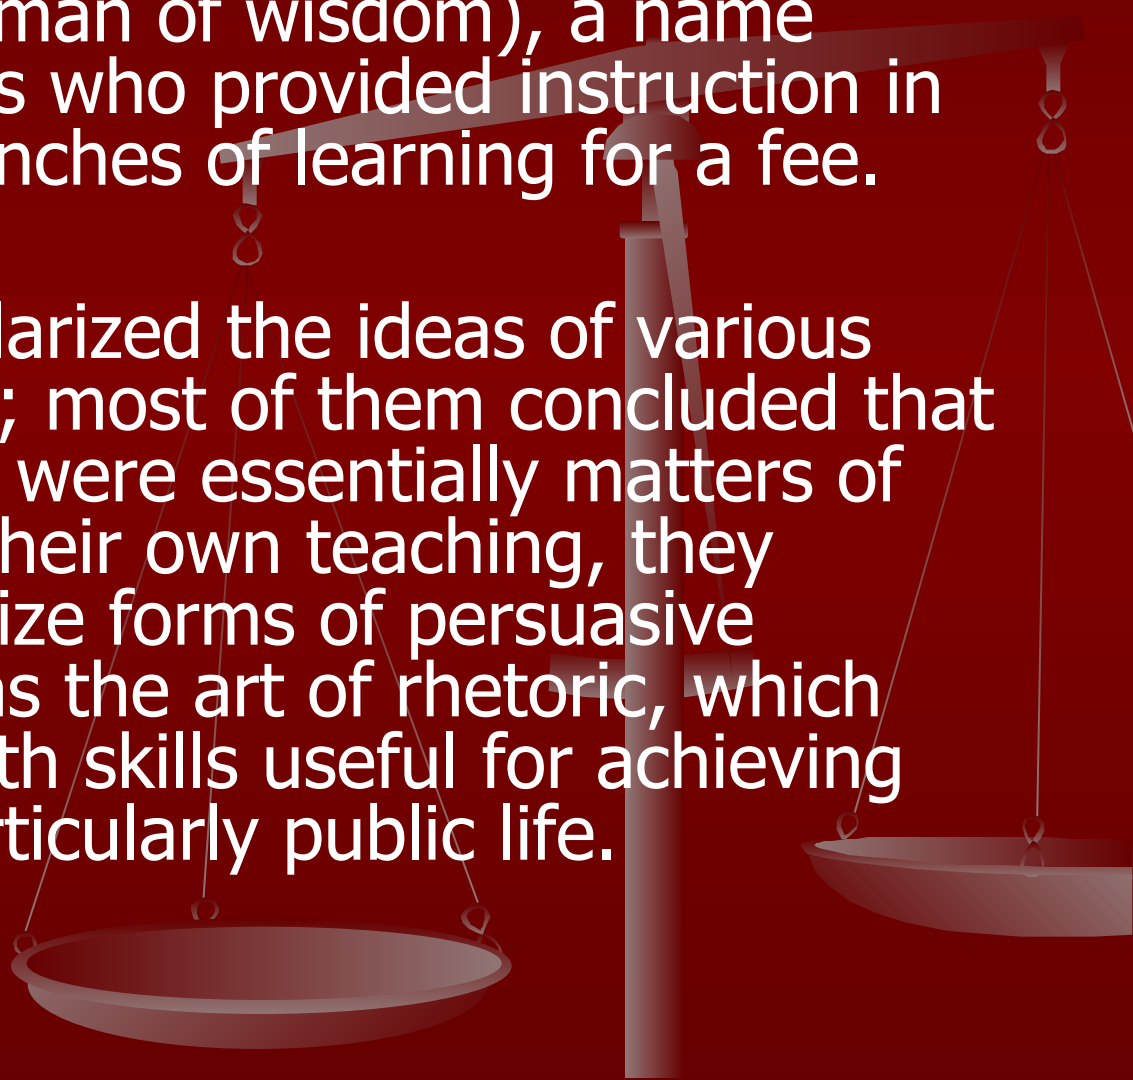 man of wisdom), a name
s who provided instruction in
nches of learning for a fee.
larized the ideas of various
; most of them concluded that
were essentially matters of
heir own teaching, they
ize forms of persuasive
s the art of rhetoric, which
th skills useful for achieving
rticularly public life.